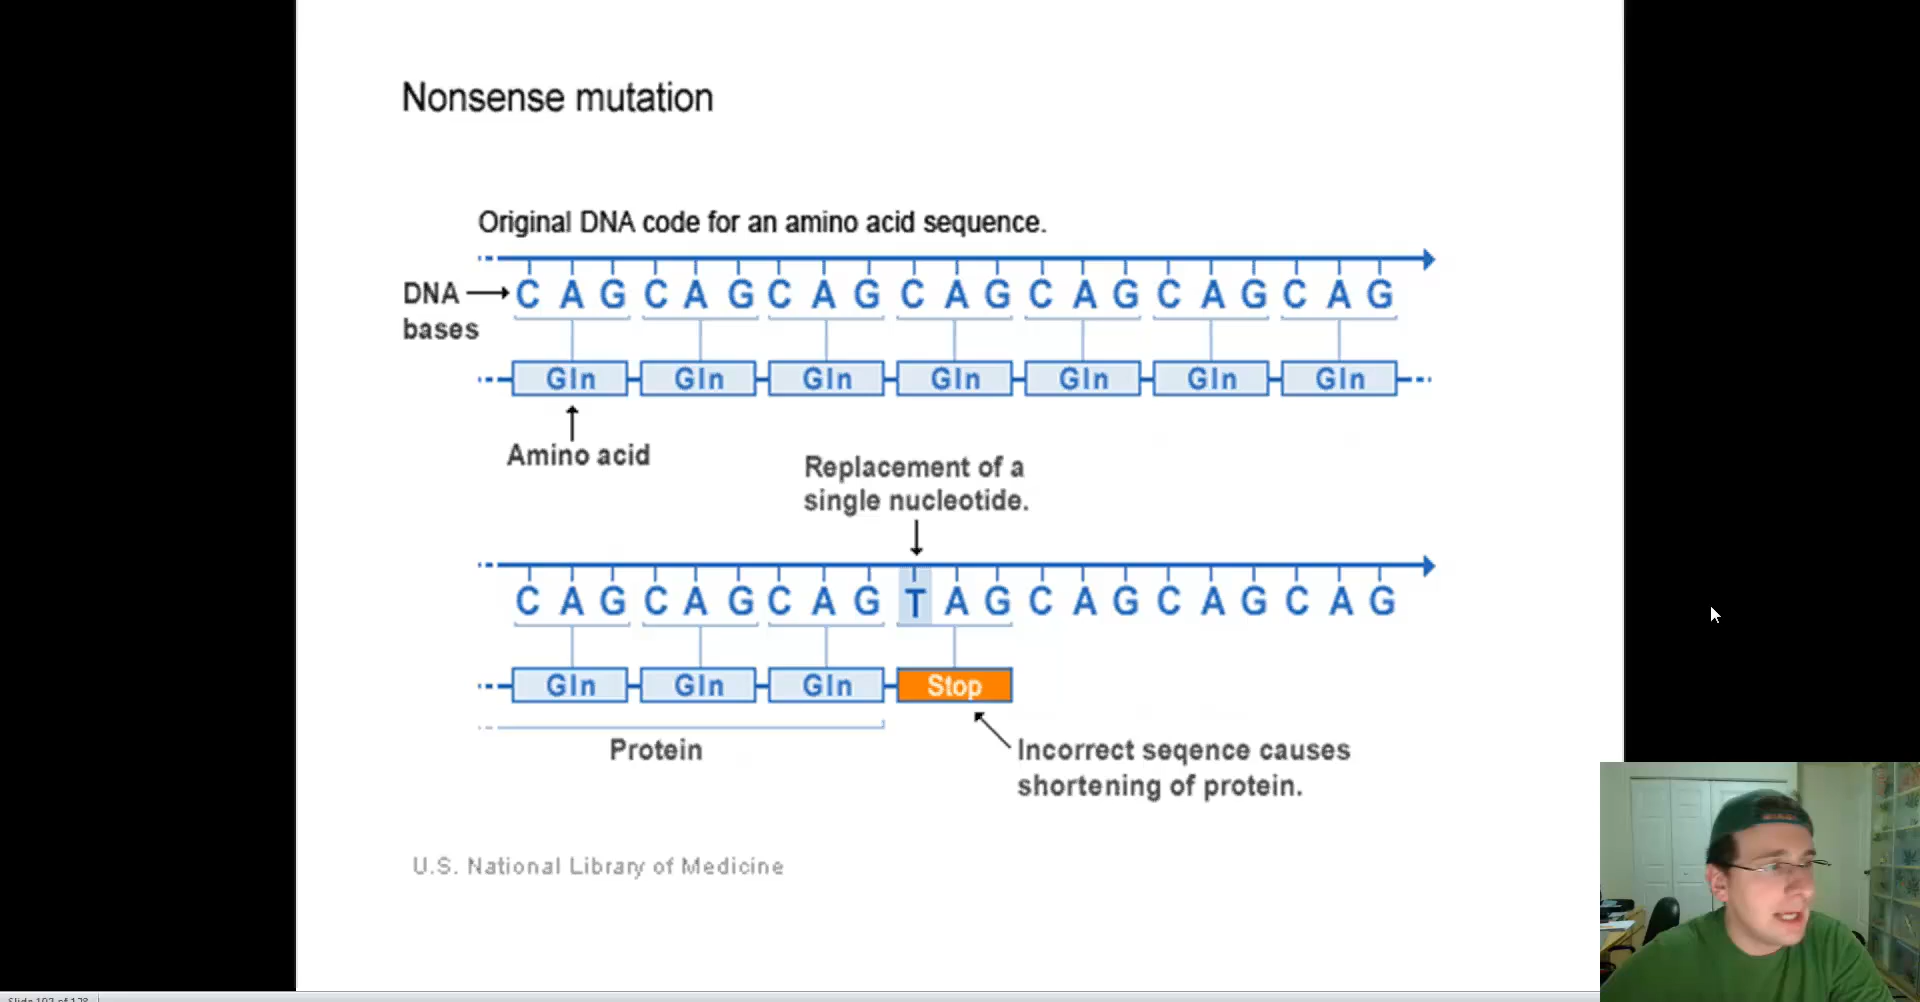 Nonsense mutation
Original DNA code for an amino acid sequence.
DNA
bases
C A G C A G C A G C A G C A G C A G C A G
Gln Gln Gln Gln Gln Gln Gln
Amino acid
Replacement of a
single nucleotide.
C A G C A G C A G T A G C A G C A G C A G
Gln Gln Gln Stop
Protein
Incorrect seqence causes
shortening of protein.
U.S. National Library of Medicine